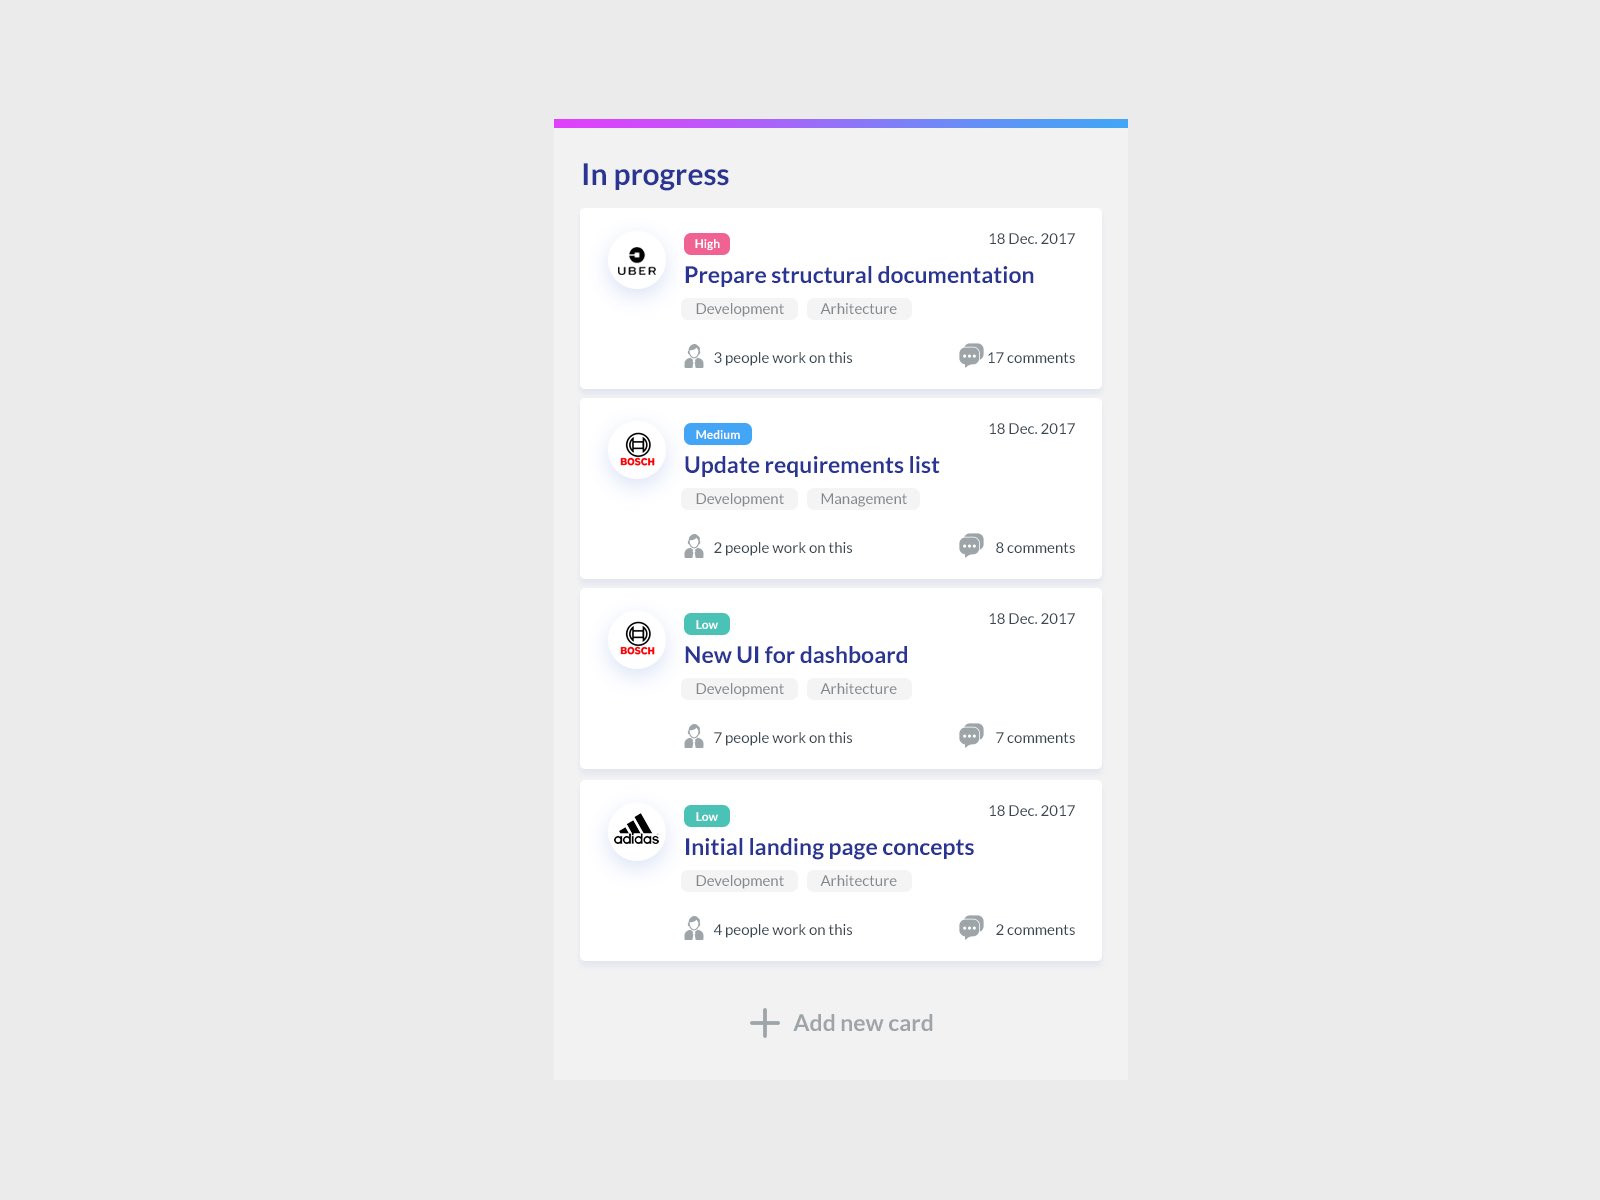 In progress
High
18 Dec. 2017
UBER
Prepare structural documentation
Development Arhitecture
3 people work on this 17 comments
Medium
18 Dec. 2017
BOSCH
Update requirements list
Development Management
2 people work on this 8 comments
Low
18 Dec. 2017
BOSCH
New UI for dashboard
Development Arhitecture
7 people work on this 7 comments
Low
18 Dec. 2017
adidas
Initial landing page concepts
Development Arhitecture
4 people work on this 2 comments
Add new card